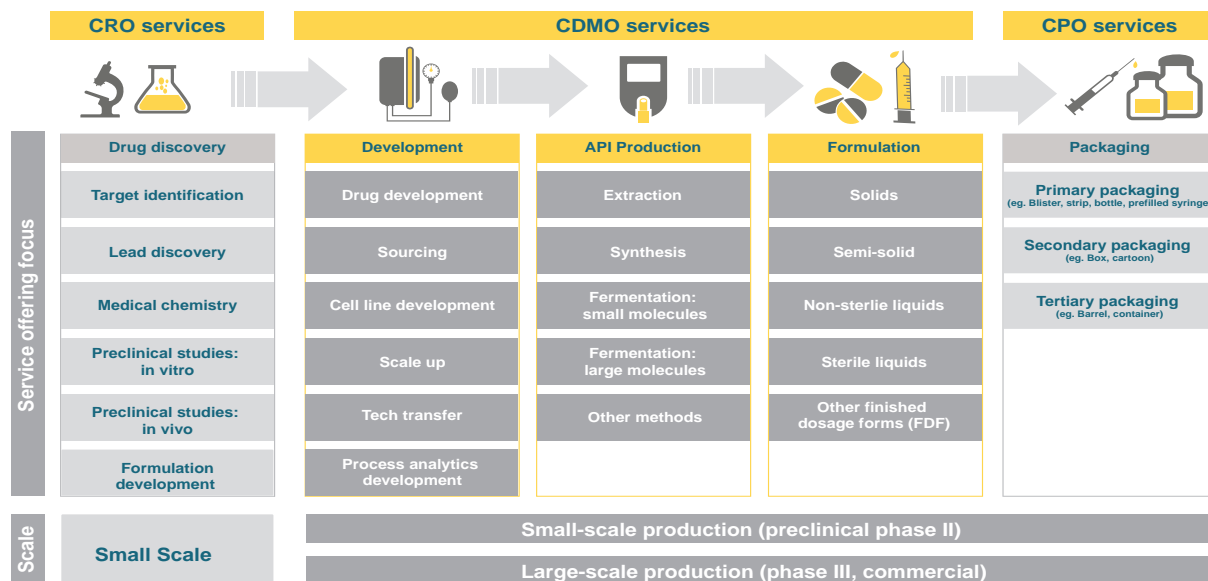 CRO services
CDMO services
CPO services
Service offering focus
Drug discovery
Target identification
Lead discovery
Medical chemistry
Preclinical studies:
in vitro
Preclinical studies:
in vivo
Formulation
development
Development
Drug development
Sourcing
Cell line development
Scale up
Tech transfer
Process analytics
development
API Production
Extraction
Synthesis
Fermentation:
small molecules
Fermentation:
large molecules
Other methods
Formulation
Solids
Semi-solid
Non-sterlie liquids
Sterile liquids
Other finished
dosage forms (FDF)
Packaging
Primary packaging
(eg. Blister, strip, bottle, prefilled syringe
Secondary packaging
(eg. Box, cartoon)
Tertiary packaging
(eg. Barrel, container)
Scale
Small Scale
Small-scale production (preclinical phase II)
Large-scale production (phase III, commercial)